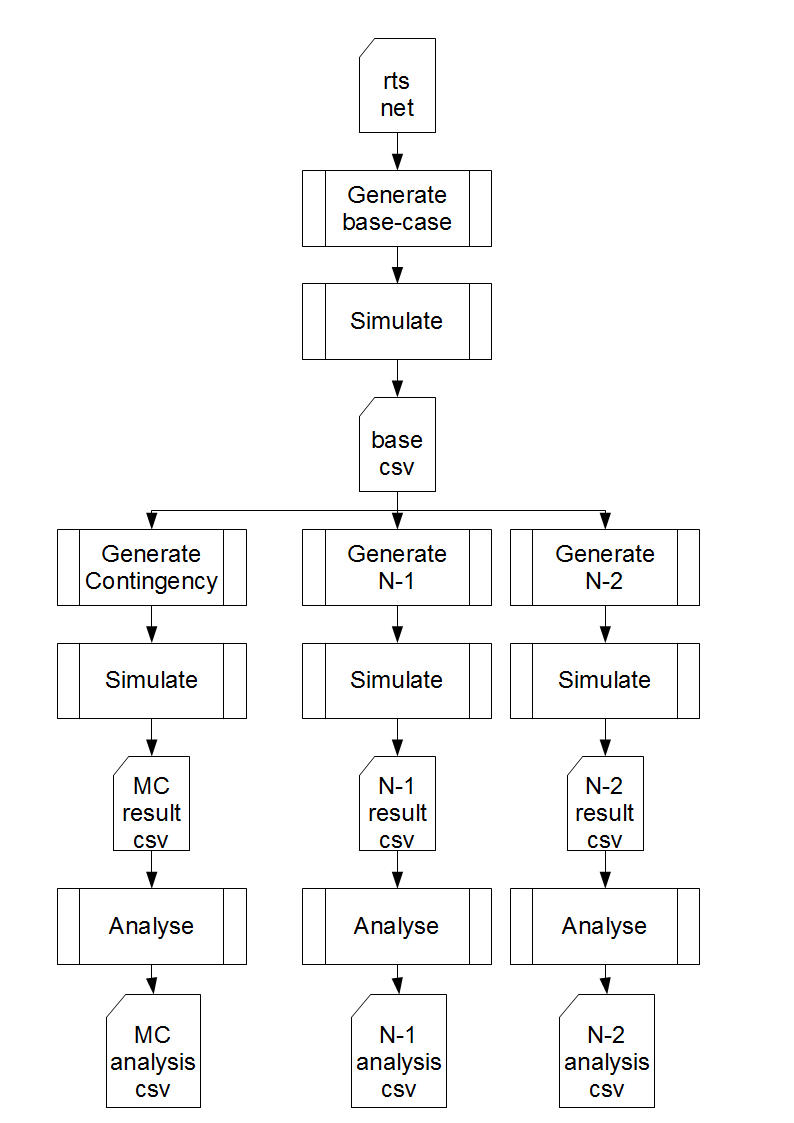 rts
net
Generate
base-case
Simulate
base
csv
Generate
Contingency
Generate
N-1
Generate
N-2
Simulate
Simulate
Simulate
MC
result
csv
N-1
result
csv
N-2
result
csv
Analyse
Analyse
Analyse
MC
analysis
csv
N-1
analysis
csv
N-2
analysis
csv